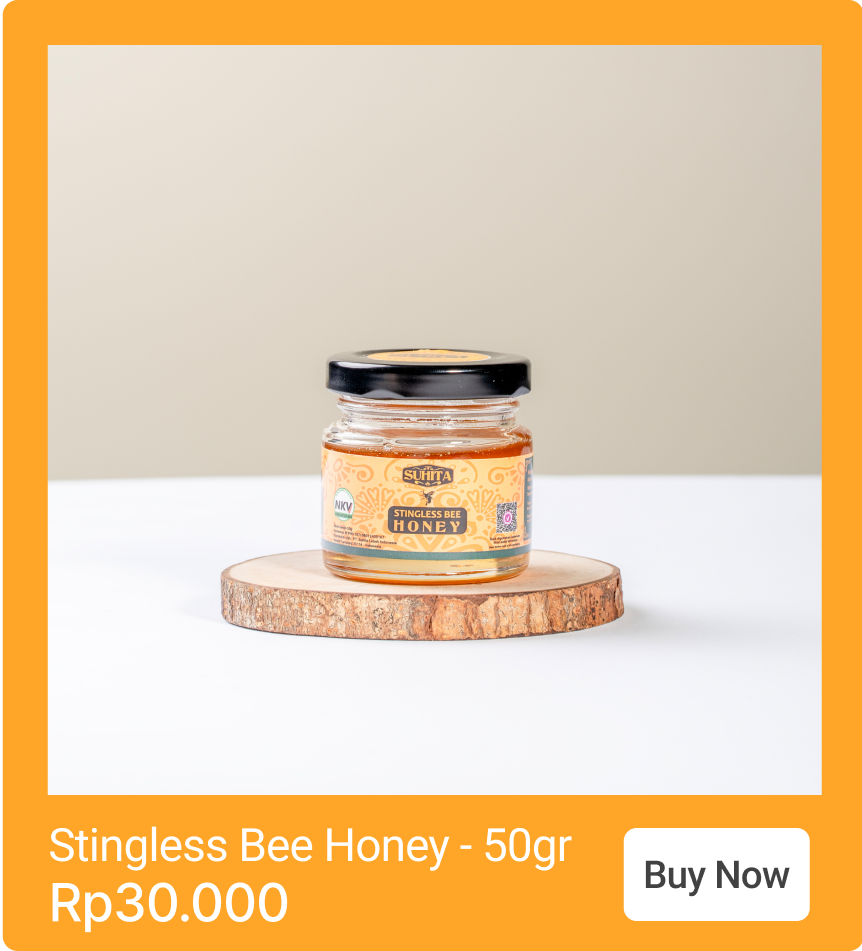 SUHITA
NKV
STINGLESS BEE
HONEY
Stingless Bee Honey - 50gr
Rp30.000
Buy Now